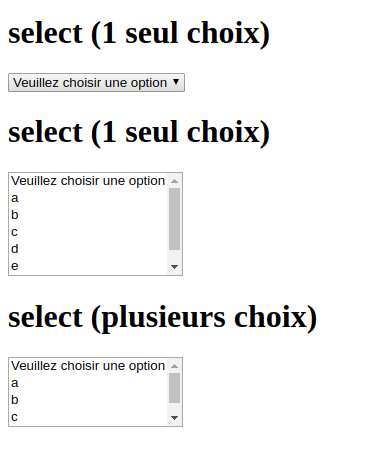 select (1 seul choix)
Veuillez choisir une option
select (1 seul choix)
Veuillez choisir une option
a
b
c
d
e
select (plusieurs choix)
Veuillez choisir une option
a
b
c